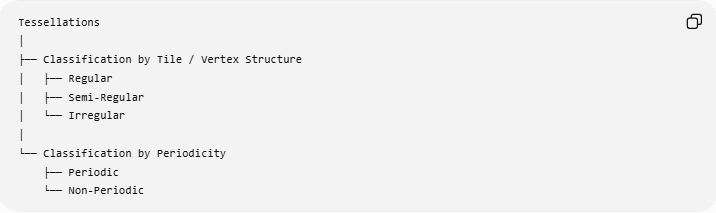 Tessellations
│
├── Classification by Tile / Vertex Structure
│   ├── Regular
│   ├── Semi-Regular
│   └── Irregular
│
└── Classification by Periodicity
    ├── Periodic
    └── Non-Periodic